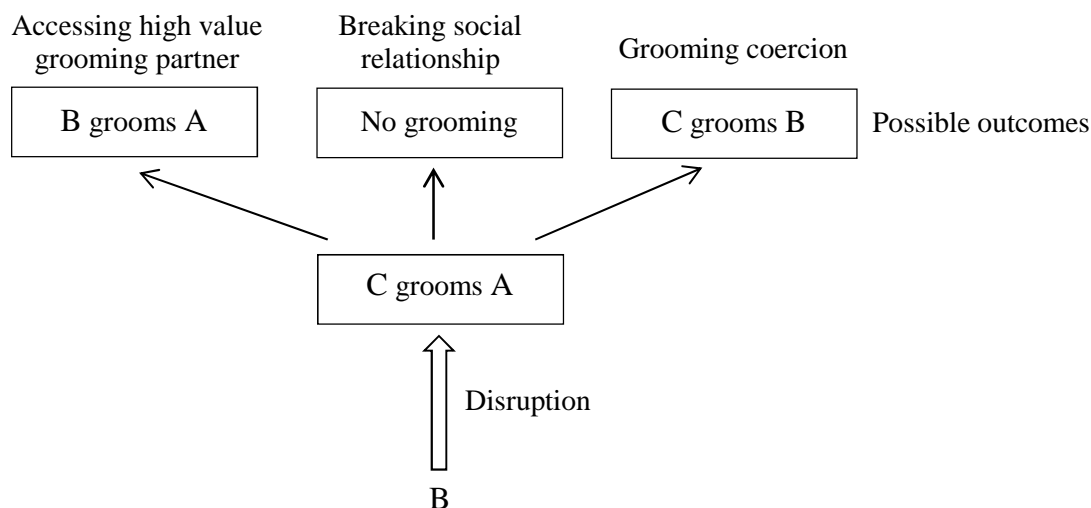 Accessing high value
grooming partner
Breaking social
relationship
Grooming coercion
B grooms A
No grooming
C grooms B
Possible outcomes
C grooms A
Disruption
B